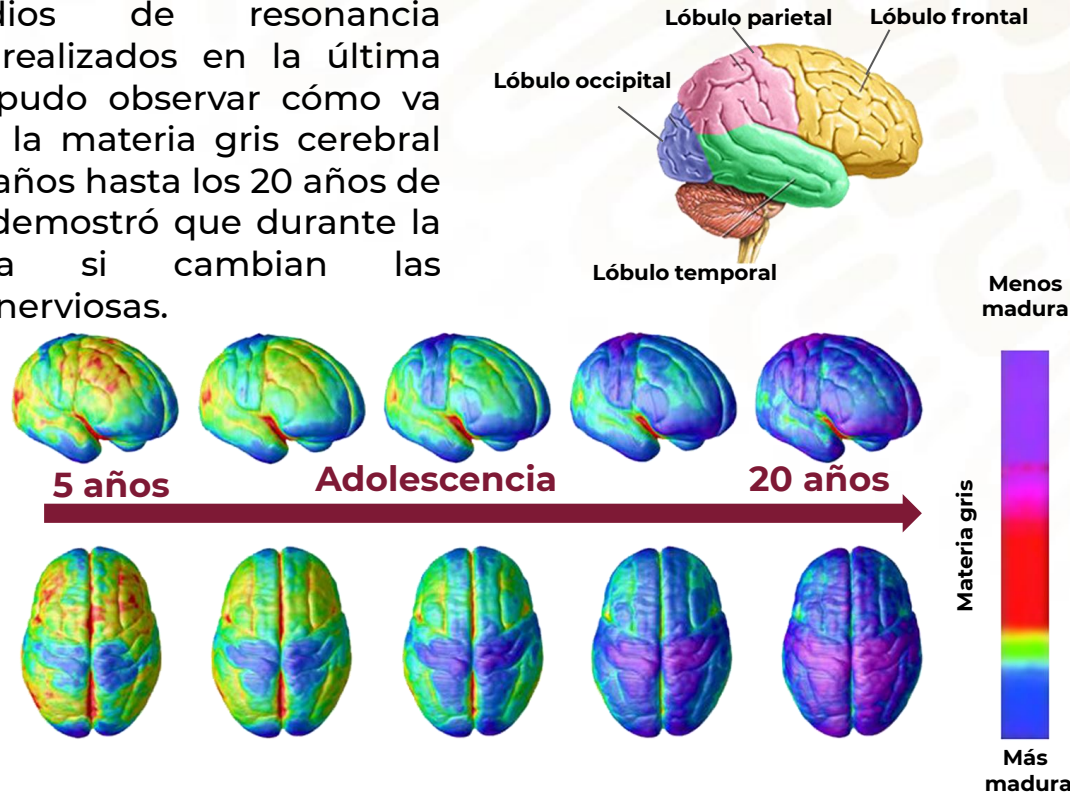 dios de resonancia
realizados en la última
pudo observar cómo va
la materia gris cerebral
años hasta los 20 años de
demostró que durante la
a si cambian las
nerviosas.
Lóbulo parietal
Lóbulo frontal
Lóbulo occipital
Lóbulo temporal
Menos
madura
5 años
Adolescencia
20 años
Materia gris
Más
madura